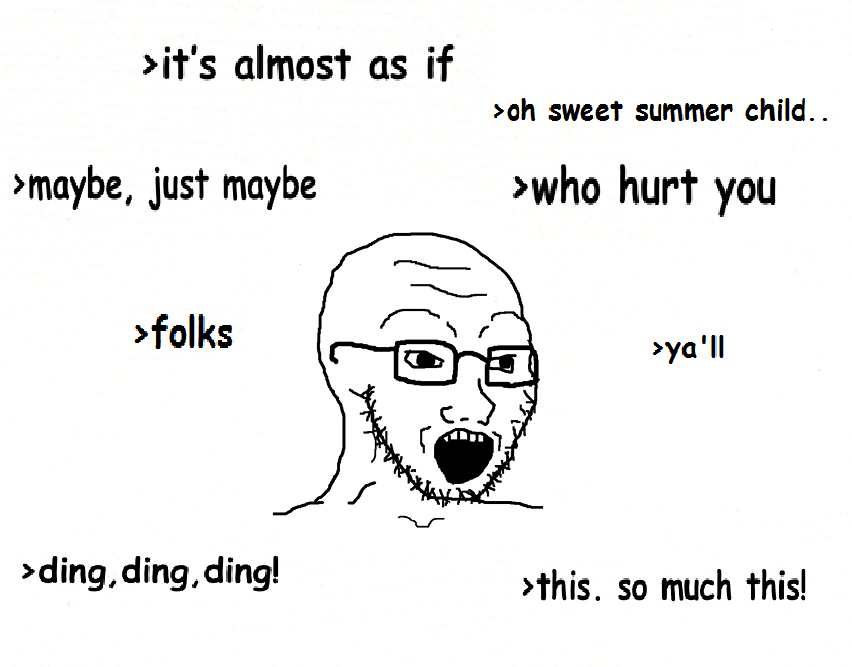 >it's almost as if
>oh sweet summer child..
>maybe, just maybe
>who hurt you
>folks
>ya'll
>ding,ding,ding!
>this. so much this!